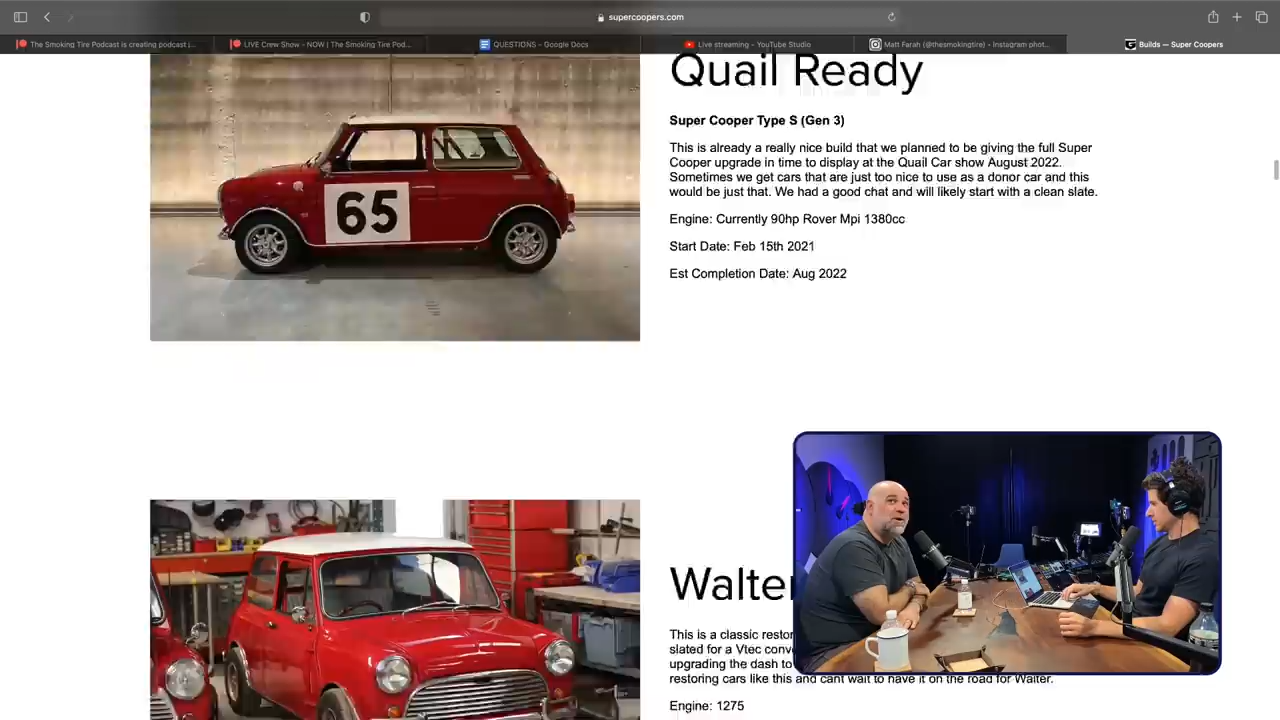 supercoopers.com
The Smoking Tire Podcast is creating podcast i...
LIVE Crew Show - NOW | The Smoking Tire Pod...
QUESTIONS – Google Docs
Live streaming – YouTube Studio
Matt Farah (@thesmokingtire) • Instagram phot...
Builds — Super Coopers
Quail Ready
Super Cooper Type S (Gen 3)
This is already a really nice build that we planned to be giving the full Super
Cooper upgrade in time to display at the Quail Car show August 2022.
Sometimes we get cars that are just too nice to use as a donor car and this
would be just that. We had a good chat and will likely start with a clean slate.
Engine: Currently 90hp Rover Mpi 1380cc
Start Date: Feb 15th 2021
Est Completion Date: Aug 2022
65
Walter
This is a classic restor
slated for a Vtec conv
upgrading the dash to
restoring cars like this and cant wait to have it on the road for Walter.
Engine: 1275